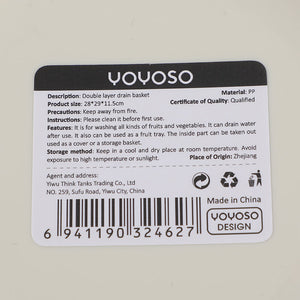 YOYOSO
Description: Double layer drain basket Material: PP
Product size: 28*29*11.5cm Certificate of Quality: Qualified
Precautions: Keep away from fire.
Instructions: Please clean it before first use.
Features: It is for washing all kinds of fruits and vegetables. It can drain water
after use. It also can be used as a fruit tray. The inside part can be taken out
used as a cover or a storage basket.
Storage method: Keep in a cool and dry place at room temperature. Avoid
exposure to high temperature or sunlight. Place of Origin: Zhejiang
Agent and company:
Yiwu Think Tanks Trading Co., Ltd
NO. 259, Sufu Road, Yiwu City, China
Made in China
YOYOSO
DESIGN
6 941190 324627